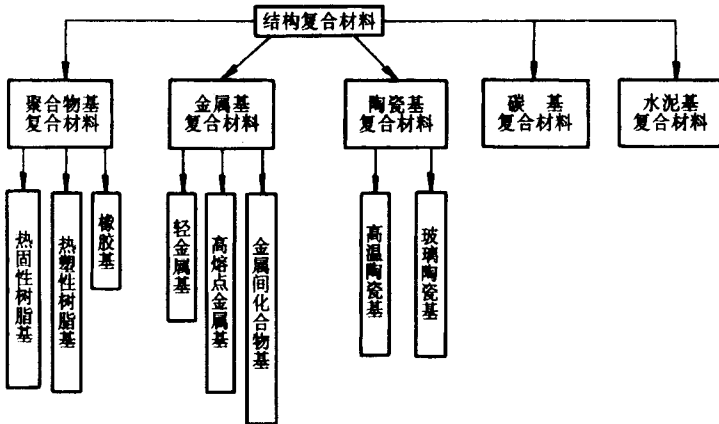 结构复合材料
聚合物基
复合材料
金属基
复合材料
陶瓷基
复合材料
碳 基
复合材料
水泥基
复合材料
热固性树脂基
热塑性树脂基
橡胶基
轻金属基
高熔点金属基
金属间化合物基
高温陶瓷基
玻璃陶瓷基